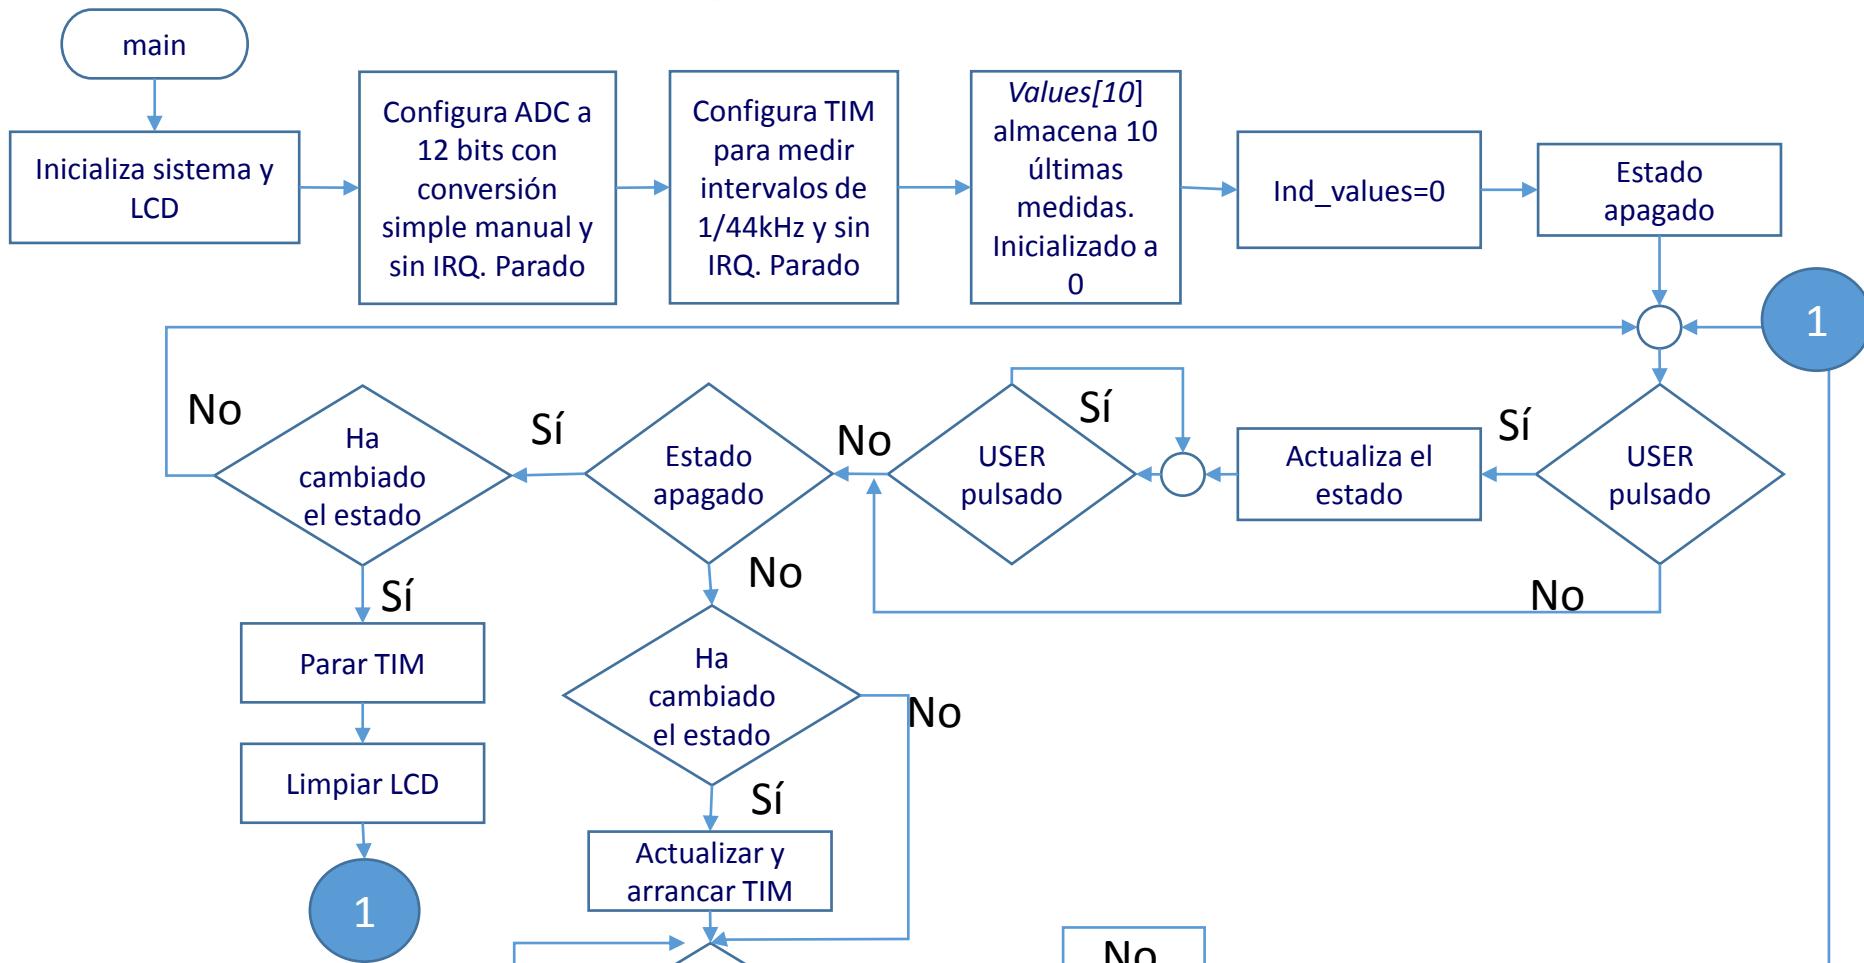 main
Inicializa sistema y
LCD
Configura ADC a
12 bits con
conversión
simple manual y
sin IRQ. Parado
Configura TIM
para medir
intervalos de
1/44kHz y sin
IRQ. Parado
Values[10]
almacena 10
últimas
medidas.
Inicializado a
0
Ind_values=0
Estado
apagado
1
USER
pulsado
Sí
No
Actualiza el
estado
USER
pulsado
Sí
No
Estado
apagado
Sí
No
Ha
cambiado
el estado
No
Sí
Parar TIM
Limpiar LCD
1
Ha
cambiado
el estado
No
Sí
Actualizar y
arrancar TIM
No